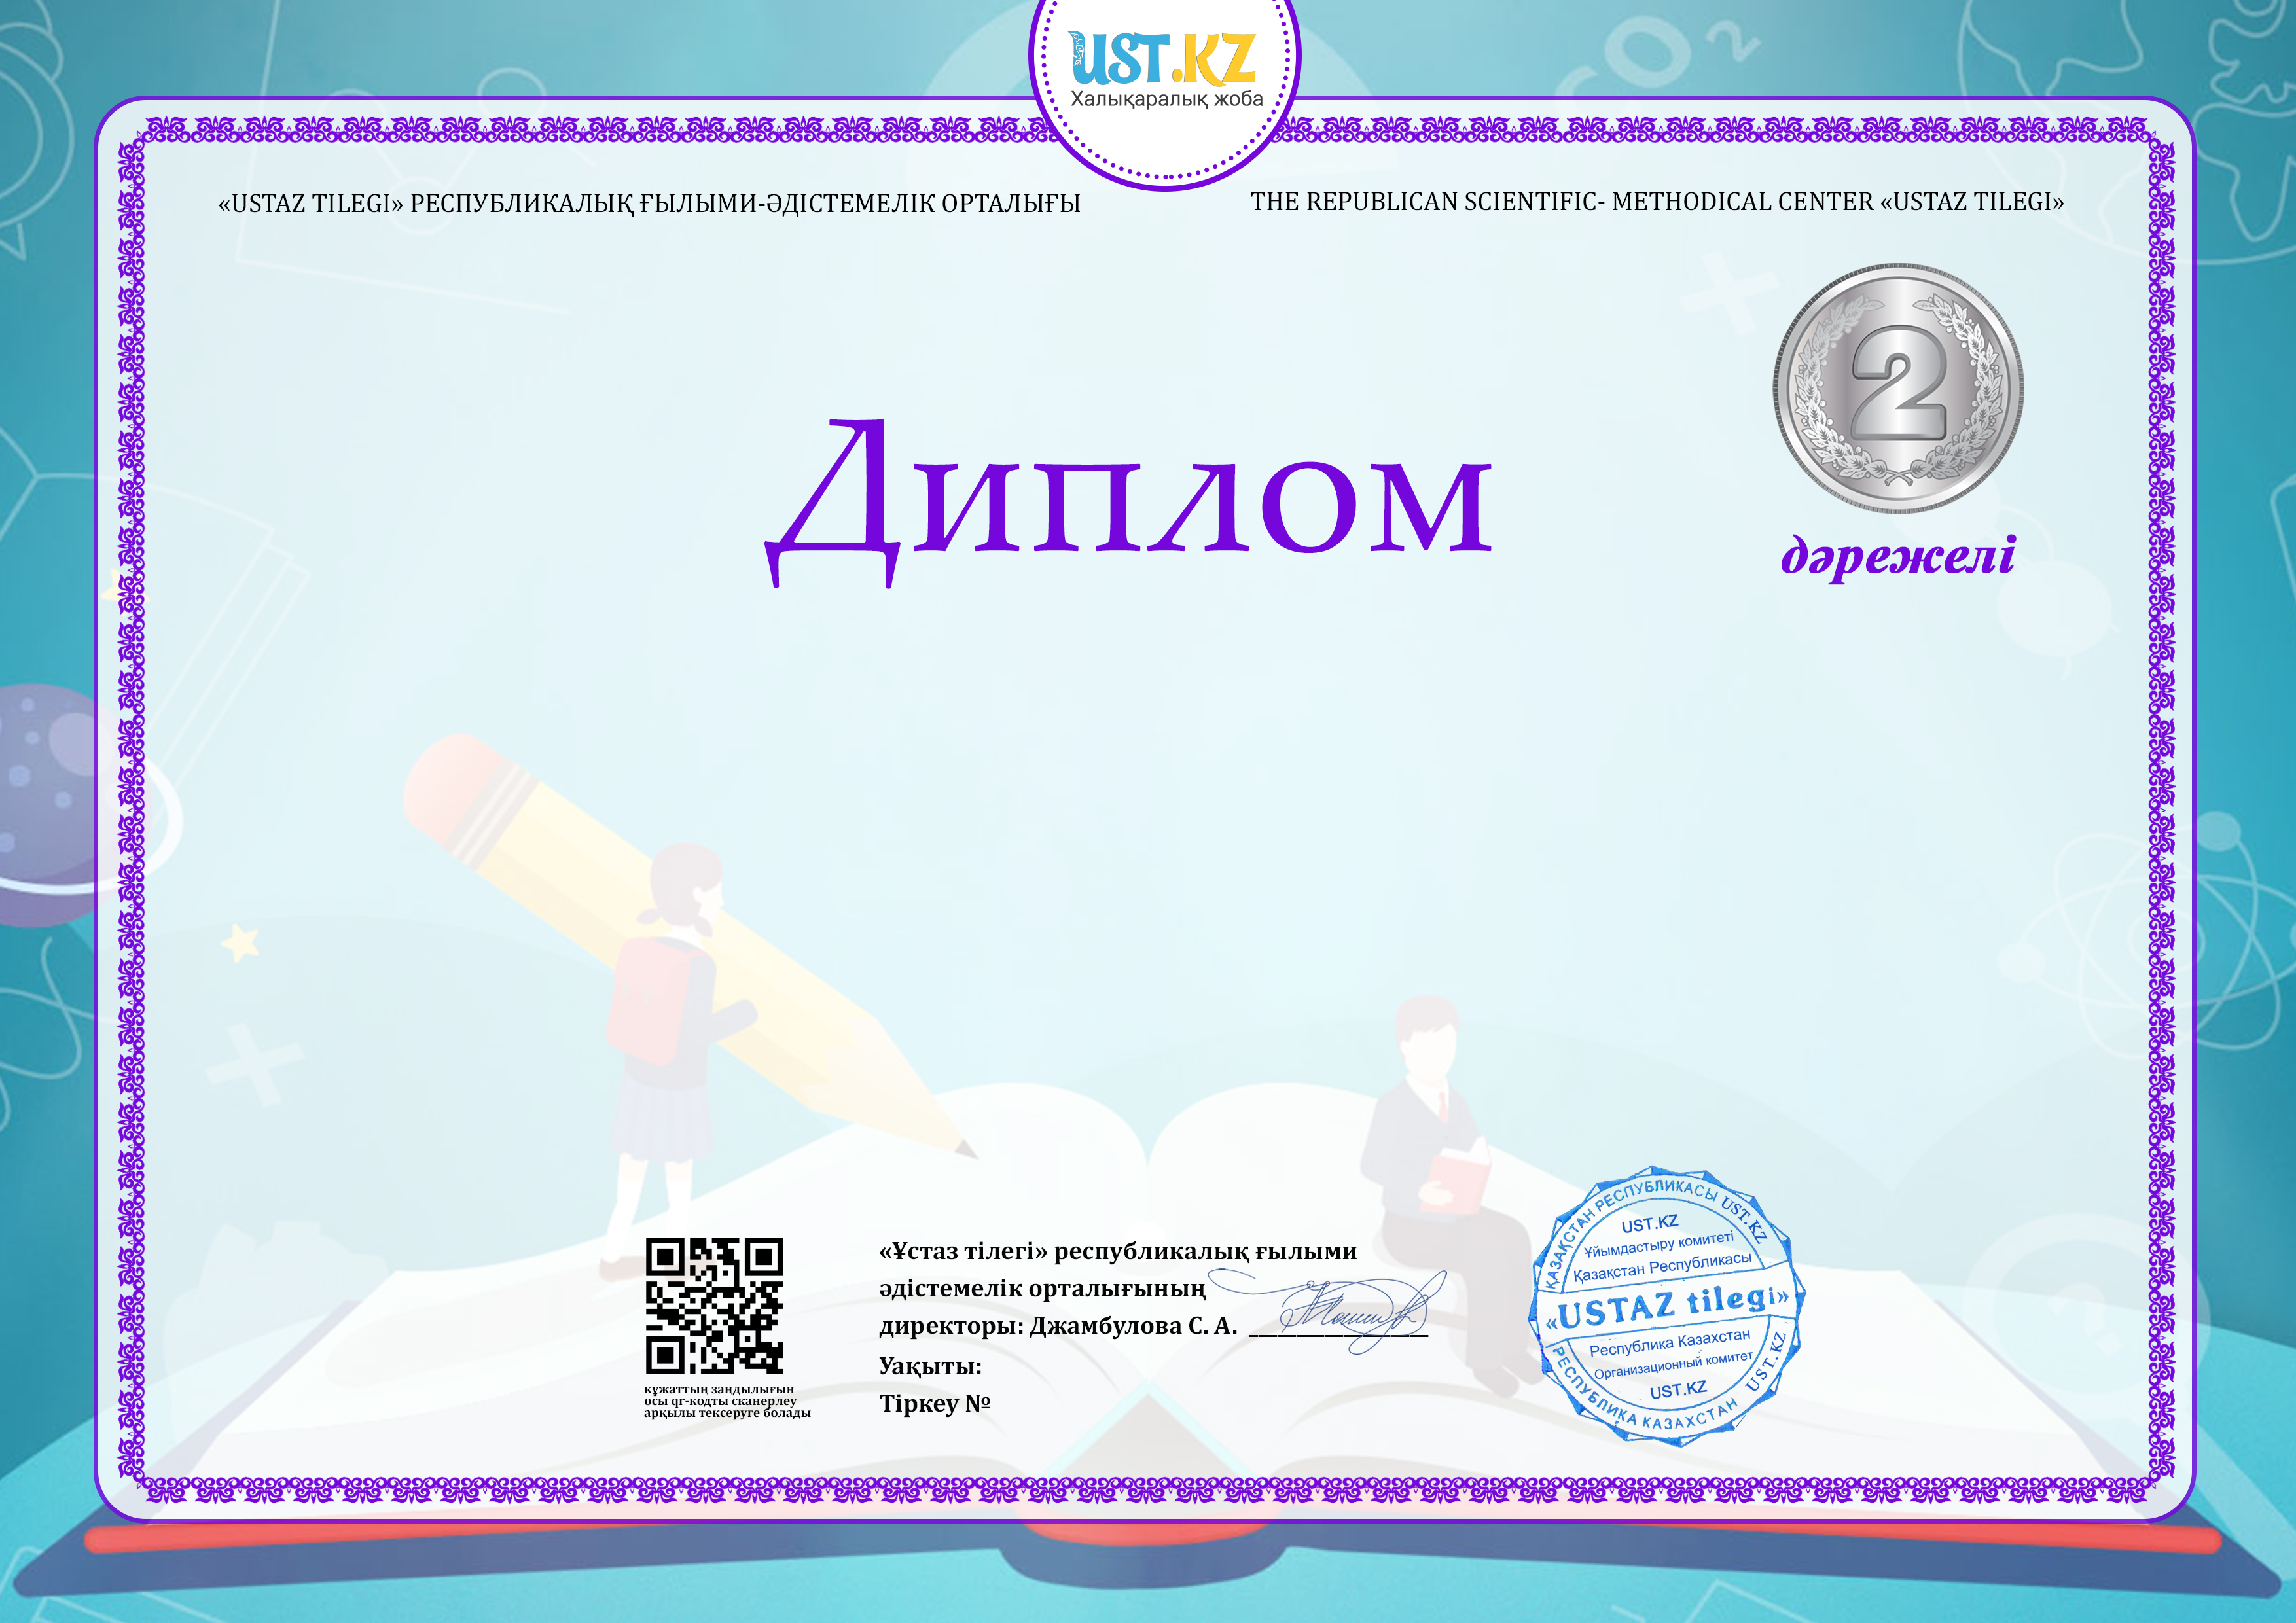 UST.KZ
Халықаралық жоба
«USTAZ TILEGI» РЕСПУБЛИКАЛЫҚ ҒЫЛЫМИ-ӘДІСТЕМЕЛІК ОРТАЛЫҒЫ
THE REPUBLICAN SCIENTIFIC- METHODICAL CENTER «USTAZ TILEGI»
2
дәрежелі
Диплом
«Ұстаз тілегі» республикалық ғылыми
әдістемелік орталығының
директоры: Джамбулова С. А.
Уақыты:
Тіркеу №
құжаттың заңдылығын
осы qr-кодты сканерлеу
арқылы тексеруге болады
ҚАЗАҚСТАН РЕСПУБЛИКАСЫ UST.KZ
UST.KZ
Ұйымдастыру комитеті
Қазақстан Республикасы
«USTAZ tilegi»
Республика Казахстан
Организационный комитет
UST.KZ
РЕСПУБЛИКА КАЗАХСТАН UST.KZ